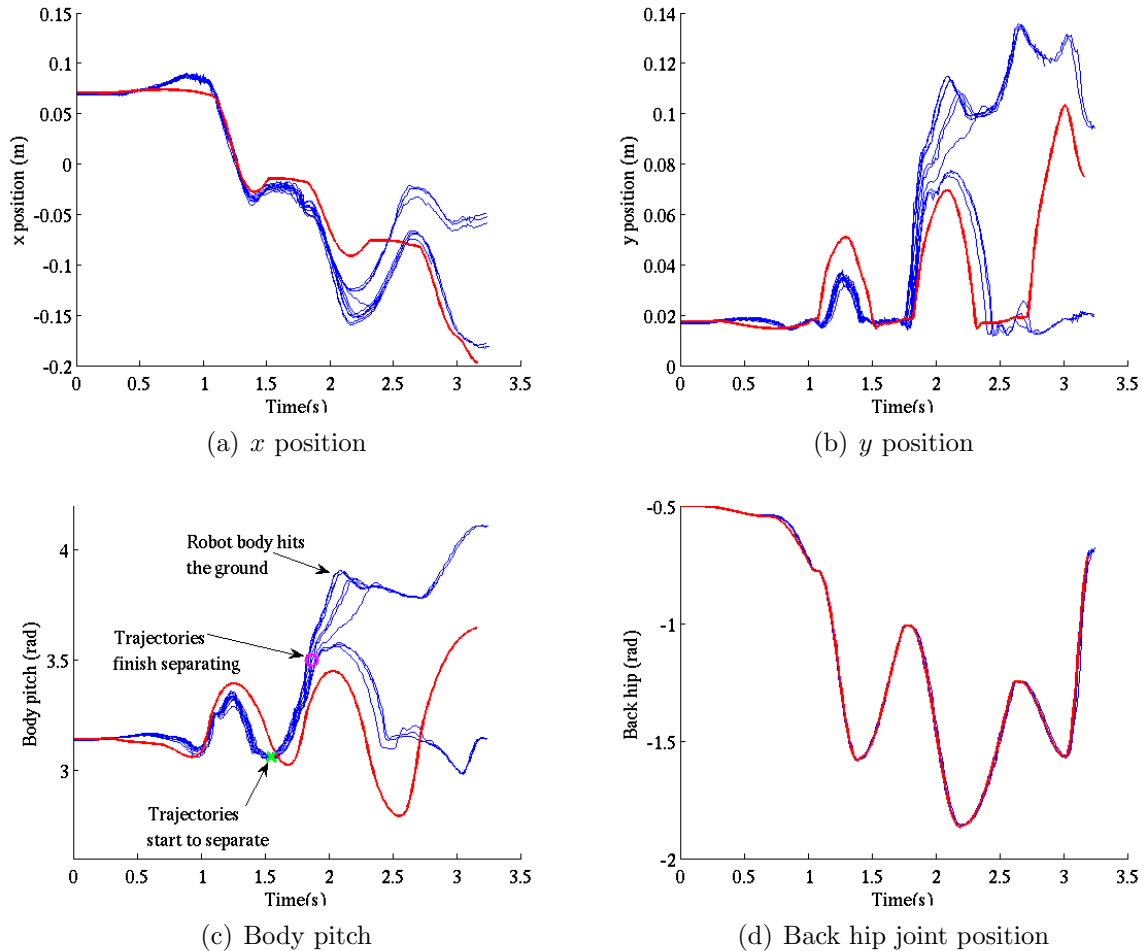 0.15
0.1
0.05
0
-0.05
-0.1
-0.15
-0.2
x position (m)
0 0.5 1 1.5 2 2.5 3 3.5
Time(s)
(a) x position
0.14
0.12
0.1
0.08
0.06
0.04
0.02
0
y position (m)
0 0.5 1 1.5 2 2.5 3 3.5
Time(s)
(b) y position
4
3.5
3
Body pitch (rad)
Robot body hits
the ground
Trajectories
finish separating
Trajectories
start to separate
0 0.5 1 1.5 2 2.5 3 3.5
Time(s)
(c) Body pitch
-0.5
-1
-1.5
-2
Back hip (rad)
0 0.5 1 1.5 2 2.5 3 3.5
Time(s)
(d) Back hip joint position